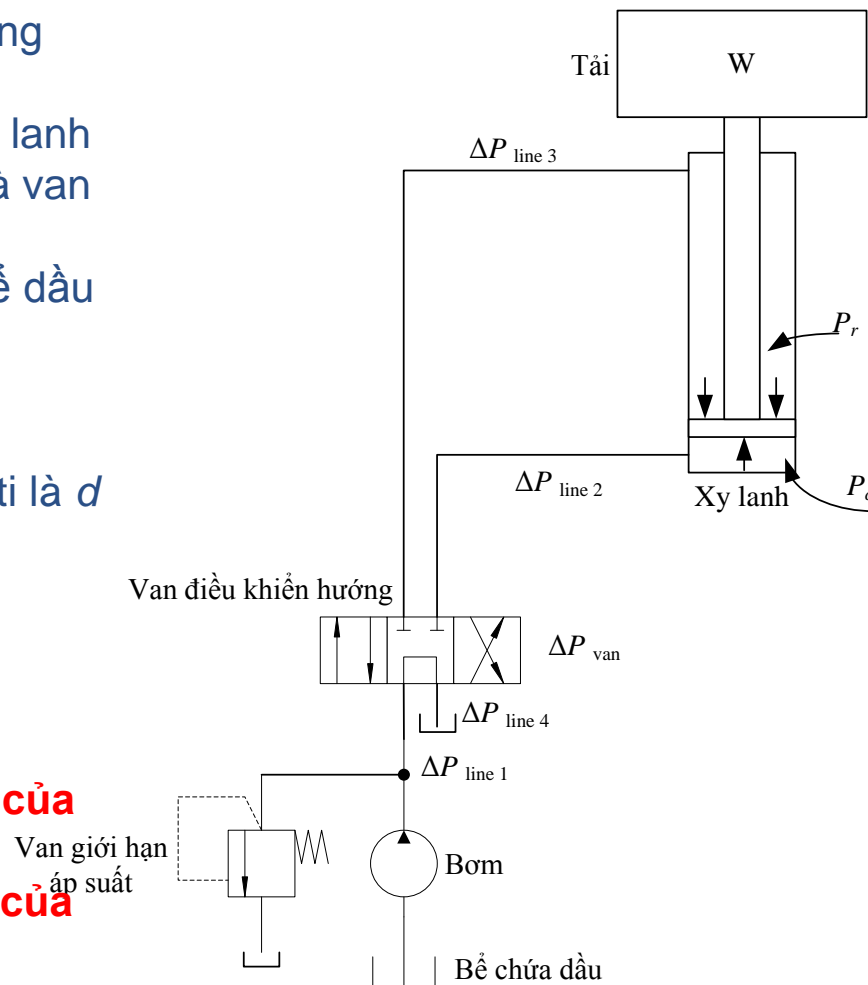 ng
lanh
à van
ể dầu
ti là d
của
của
Tải
W
ΔP line 3
Pr
ΔP line 2
Xy lanh
Van điều khiển hướng
ΔP van
ΔP line 4
ΔP line 1
Van giới hạn
áp suất
Bơm
Bể chứa dầu